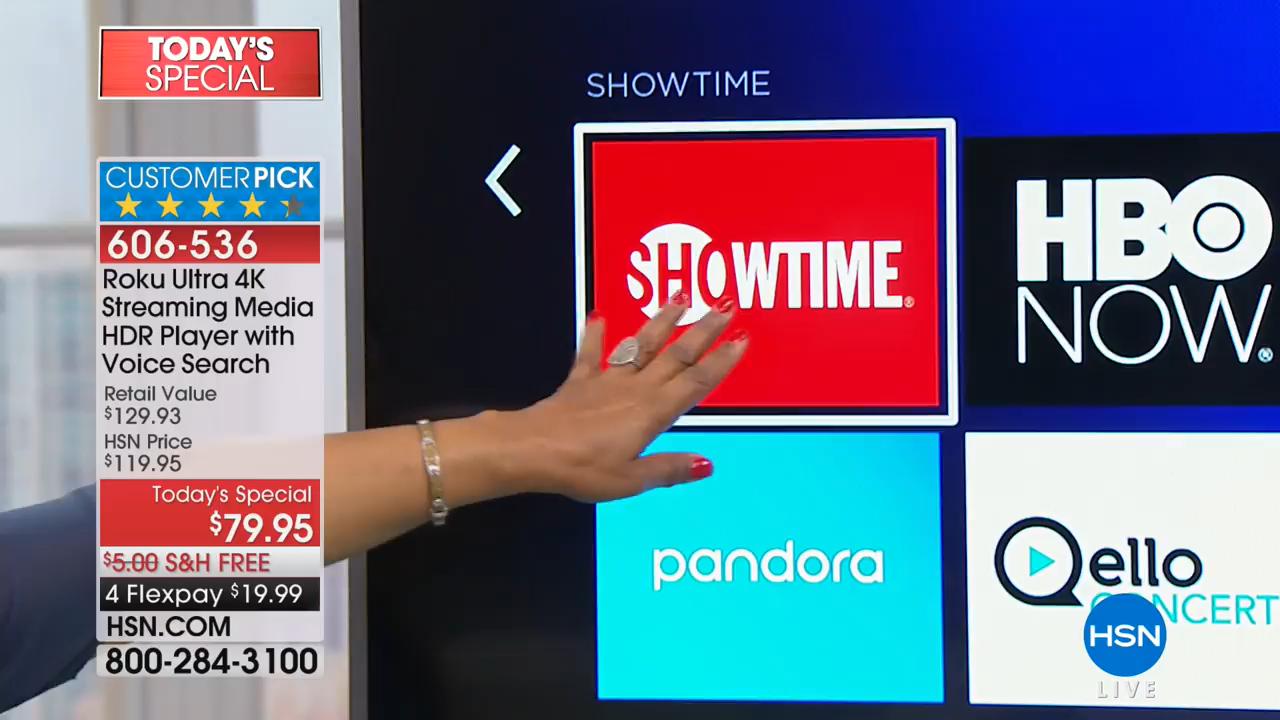 TODAY'S
SPECIAL
CUSTOMER PICK
606-536
Roku Ultra 4K
Streaming Media
HDR Player with
Voice Search
Retail Value
$129.93
HSN Price
$119.95
Today's Special
$79.95
$5.00 S&H FREE
4 Flexpay $19.99
HSN.COM
800-284-3100
SHOWTIME
SHOWTIME®
HBO
NOW®
pandora
Qello
CONCERT
HSN
LIVE